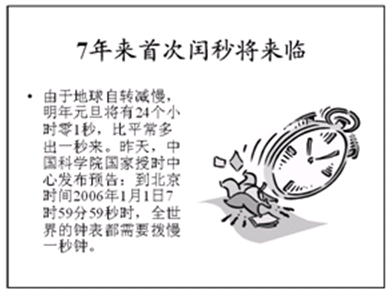 7年来首次闰秒将来临
• 由于地球自转减慢，
明年元旦将有24个小
时零1秒，比平常多
出一秒来。昨天，中
国科学院国家授时中
心发布预告：到北京
时间2006年1月1日7
时59分59秒时，全世
界的钟表都需要拨慢
一秒钟。